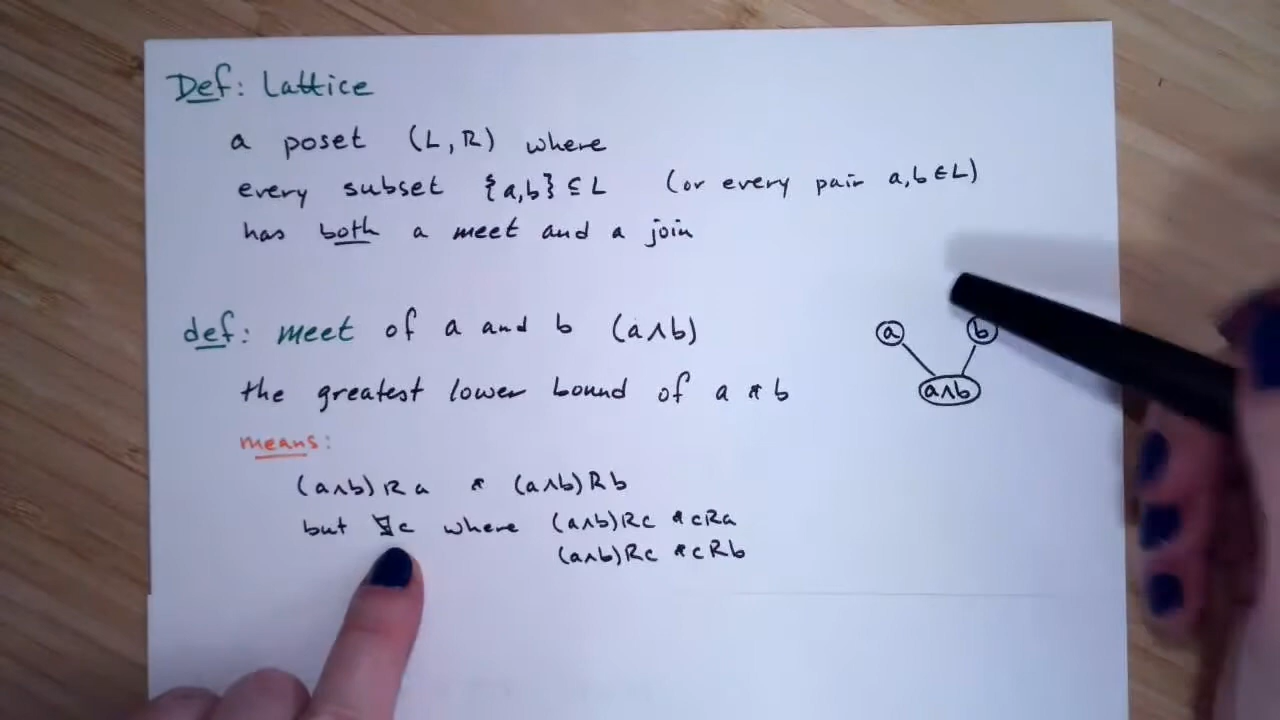 Def: Lattice
a poset (L,R) where
every subset {a,b} ⊆ L (or every pair a,b ∈ L)
has both a meet and a join
def: meet of a and b (a∧b)
the greatest lower bound of a & b
means:
(a∧b) R a & (a∧b) R b
but ∄c where (a∧b)Rc & cRa
(a∧b)Rc & cRb
a b
a∧b